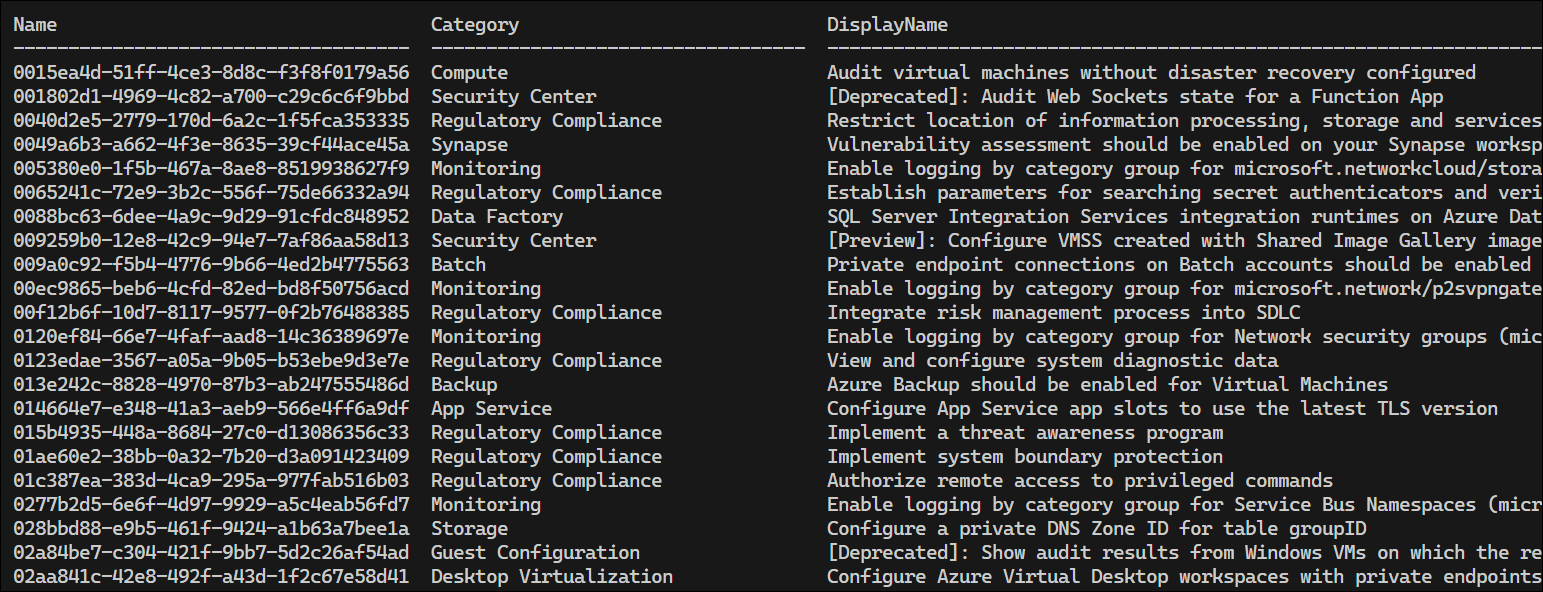 Name Category DisplayName
------------------------------------ ---------------------------------- -----------------------------------------------------------------
0015ea4d-51ff-4ce3-8d8c-f3f8f0179a56 Compute Audit virtual machines without disaster recovery configured
001802d1-4969-4c82-a700-c29c6c6f9bbd Security Center [Deprecated]: Audit Web Sockets state for a Function App
0040d2e5-2779-170d-6a2c-1f5fca353335 Regulatory Compliance Restrict location of information processing, storage and services
0049a6b3-a662-4f3e-8635-39cf44ace45a Synapse Vulnerability assessment should be enabled on your Synapse worksp
005380e0-1f5b-467a-8ae8-8519938627f9 Monitoring Enable logging by category group for microsoft.networkcloud/stora
0065241c-72e9-3b2c-556f-75de66332a94 Regulatory Compliance Establish parameters for searching secret authenticators and veri
0088bc63-6dee-4a9c-9d29-91cfdc848952 Data Factory SQL Server Integration Services integration runtimes on Azure Dat
009259b0-12e8-42c9-94e7-7af86aa58d13 Security Center [Preview]: Configure VMSS created with Shared Image Gallery image
009a0c92-f5b4-4776-9b66-4ed2b4775563 Batch Private endpoint connections on Batch accounts should be enabled
00ec9865-beb6-4cfd-82ed-bd8f50756acd Monitoring Enable logging by category group for microsoft.network/p2svpngate
00f12b6f-10d7-8117-9577-0f2b76488385 Regulatory Compliance Integrate risk management process into SDLC
0120ef84-66e7-4faf-aad8-14c36389697e Monitoring Enable logging by category group for Network security groups (mic
0123edae-3567-a05a-9b05-b53ebe9d3e7e Regulatory Compliance View and configure system diagnostic data
013e242c-8828-4970-87b3-ab247555486d Backup Azure Backup should be enabled for Virtual Machines
014664e7-e348-41a3-aeb9-566e4ff6a9df App Service Configure App Service app slots to use the latest TLS version
015b4935-448a-8684-27c0-d13086356c33 Regulatory Compliance Implement a threat awareness program
01ae60e2-38bb-0a32-7b20-d3a091423409 Regulatory Compliance Implement system boundary protection
01c387ea-383d-4ca9-295a-977fab516b03 Regulatory Compliance Authorize remote access to privileged commands
0277b2d5-6e6f-4d97-9929-a5c4eab56fd7 Monitoring Enable logging by category group for Service Bus Namespaces (micr
028bbd88-e9b5-461f-9424-a1b63a7bee1a Storage Configure a private DNS Zone ID for table groupID
02a84be7-c304-421f-9bb7-5d2c26af54ad Guest Configuration [Deprecated]: Show audit results from Windows VMs on which the re
02aa841c-42e8-492f-a43d-1f2c67e58d41 Desktop Virtualization Configure Azure Virtual Desktop workspaces with private endpoints